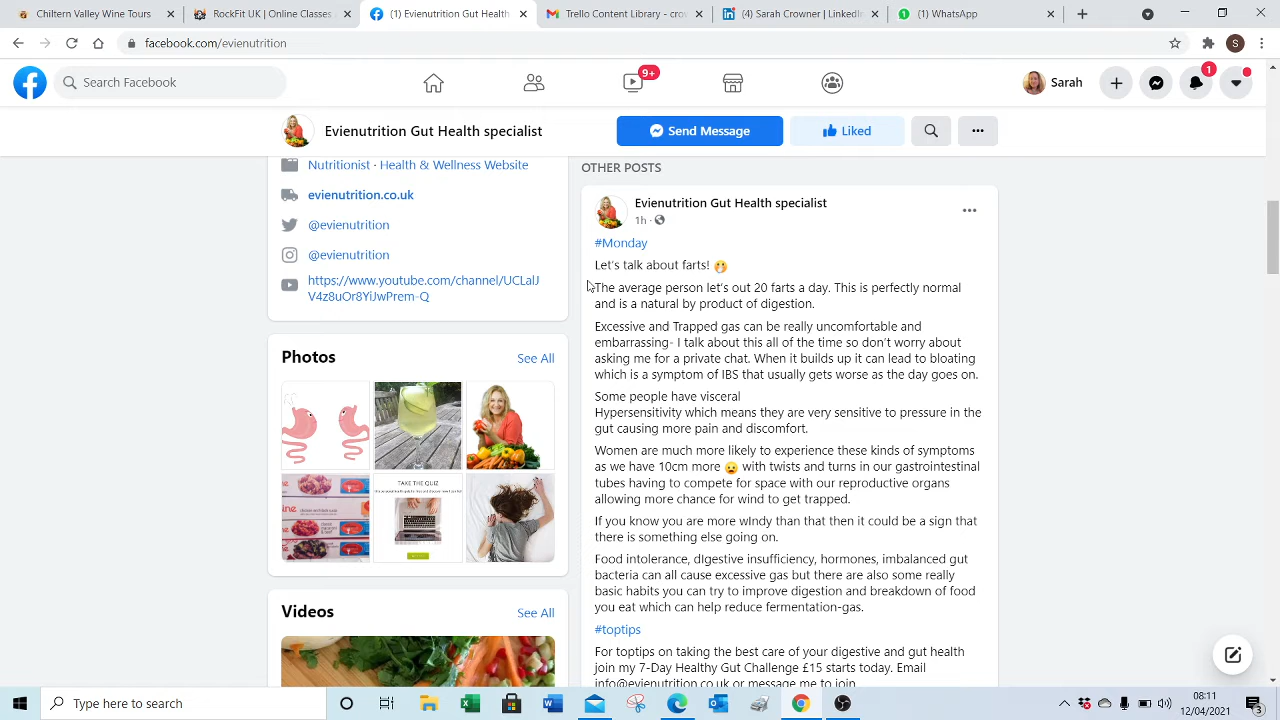 Chiltern Valley Wines
RockFit UK | Online Classes
(1) Evienutrition Gut Health
Trello Content Library - crow
(4) Sarah Crowner | LinkedIn
(1) WhatsApp
facebook.com/evienutrition
Search Facebook
9+
Sarah
1
Evienutrition Gut Health specialist
Send Message
Liked
Nutritionist · Health & Wellness Website
evienutrition.co.uk
@evienutrition
@evienutrition
https://www.youtube.com/channel/UCLalJ
V4z8uOr8YiJwPrem-Q
Photos
See All
TAKE THE QUIZ
Videos
See All
OTHER POSTS
Evienutrition Gut Health specialist
1h ·
#Monday
Let's talk about farts! 🤭
The average person let's out 20 farts a day. This is perfectly normal
and is a natural by product of digestion.
Excessive and Trapped gas can be really uncomfortable and
embarrassing- I talk about this all of the time so don't worry about
asking me for a private chat. When it builds up it can lead to bloating
which is a symptom of IBS that usually gets worse as the day goes on.
Some people have visceral
Hypersensitivity which means they are very sensitive to pressure in the
gut causing more pain and discomfort.
Women are much more likely to experience these kinds of symptoms
as we have 10cm more 😮 with twists and turns in our gastrointestinal
tubes having to compete for space with our reproductive organs
allowing more chance for wind to get trapped.
If you know you are more windy than that then it could be a sign that
there is something else going on.
Food intolerance, dIgestive insufficiency, hormones, imbalanced gut
bacteria can all cause excessive gas but there are also some really
basic habits you can try to improve digestion and breakdown of food
you eat which can help reduce fermentation-gas.
#toptips
For toptips on taking the best care of your digestive and gut health
join my 7-Day Healthy Gut Challenge £15 starts today. Email
info@evienutrition.co.uk or message me to join
Type here to search
08:11
12/04/2021
3